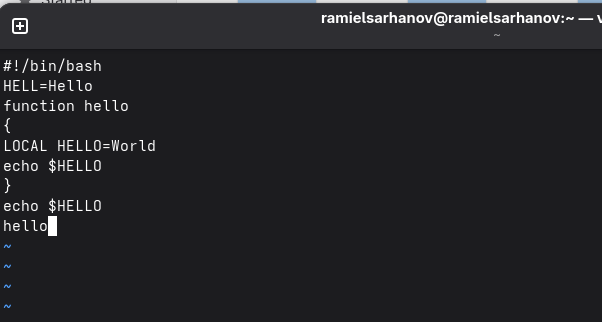 ramielsarhanov@ramielsarhanov:~ —
~
#!/bin/bash
HELL=Hello
function hello
{
LOCAL HELLO=World
echo $HELLO
}
echo $HELLO
hello
~
~
~
~